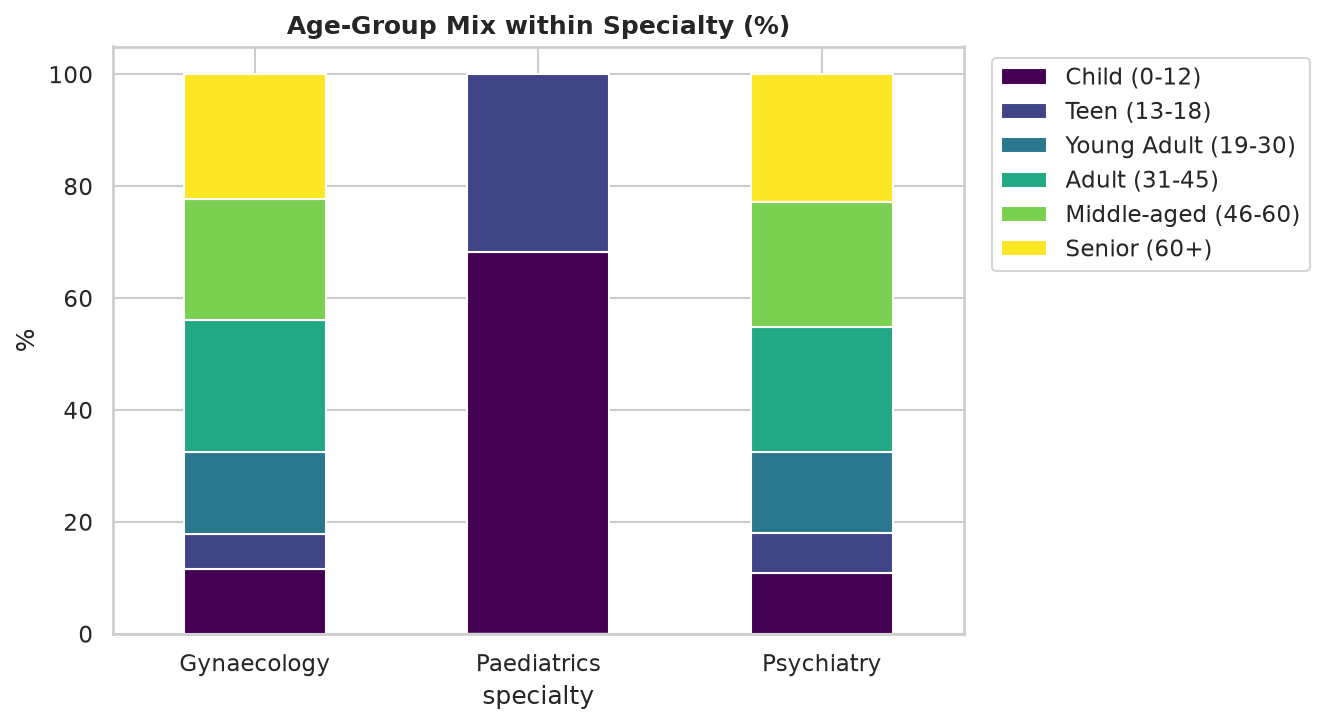 Age-Group Mix within Specialty (%)
100
80
60
40
20
0
%
Gynaecology
Paediatrics
Psychiatry
specialty
Child (0-12)
Teen (13-18)
Young Adult (19-30)
Adult (31-45)
Middle-aged (46-60)
Senior (60+)